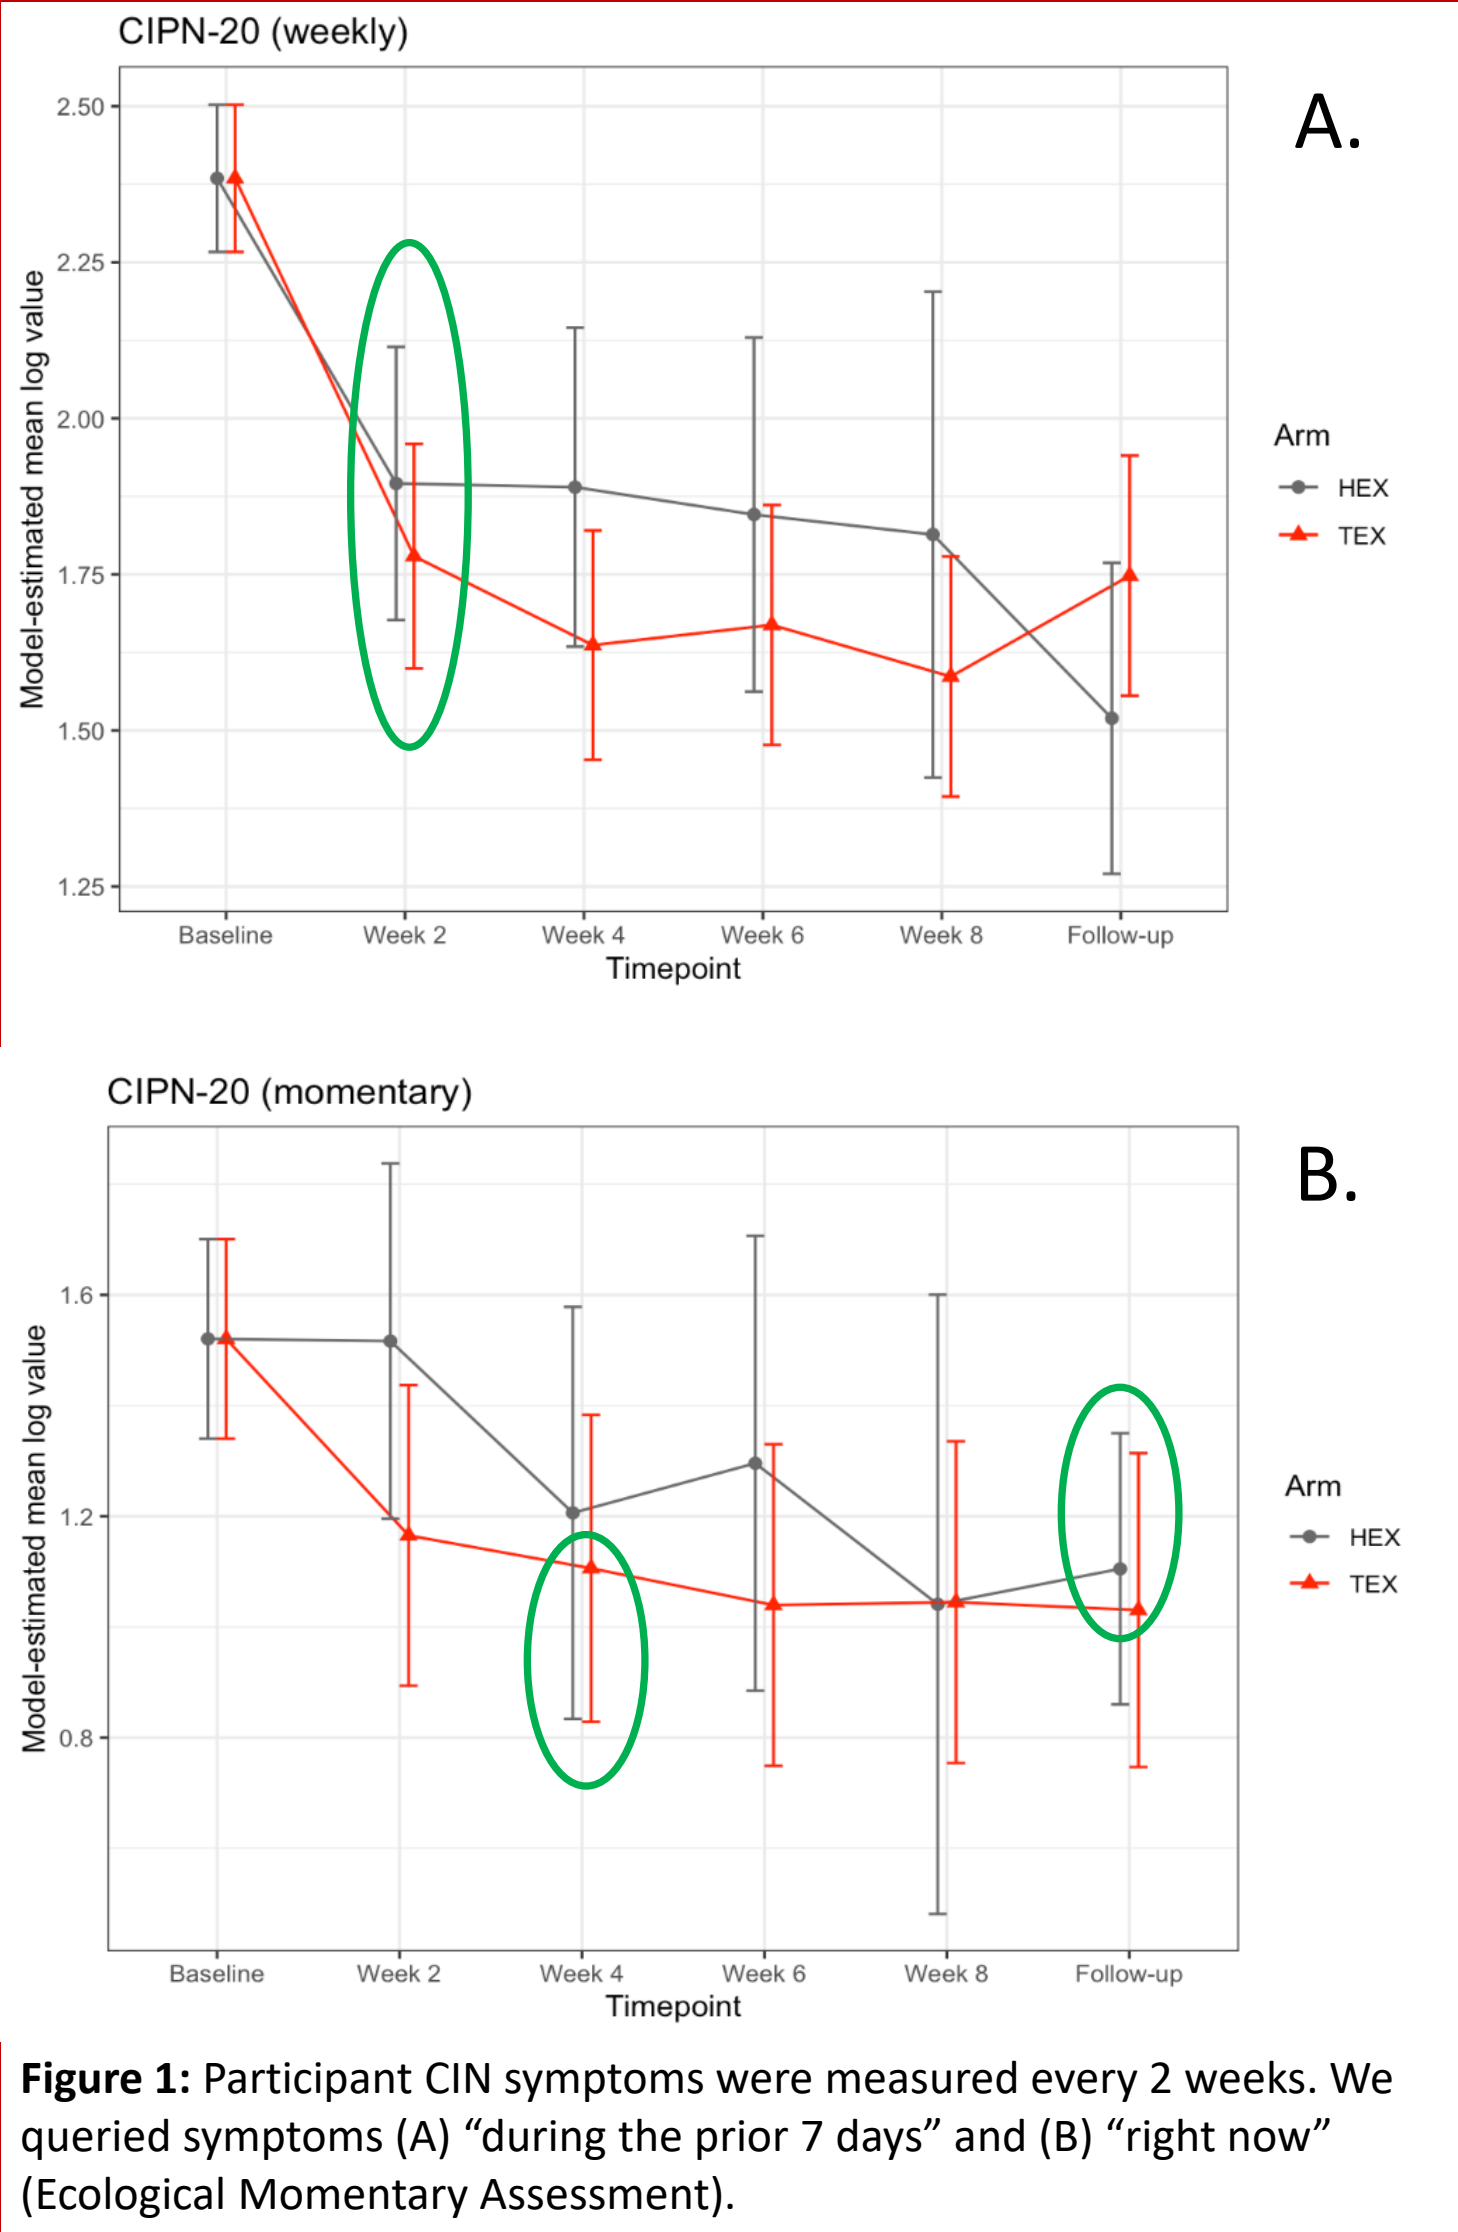 CIPN-20 (weekly)
A.
2.50
2.25
2.00
1.75
1.50
1.25
Model-estimated mean log value
Baseline Week 2 Week 4 Week 6 Week 8 Follow-up
Timepoint
Arm
HEX
TEX
CIPN-20 (momentary)
B.
1.6
1.2
0.8
Model-estimated mean log value
Baseline Week 2 Week 4 Week 6 Week 8 Follow-up
Timepoint
Arm
HEX
TEX
Figure 1: Participant CIN symptoms were measured every 2 weeks. We
queried symptoms (A) “during the prior 7 days” and (B) “right now”
(Ecological Momentary Assessment).